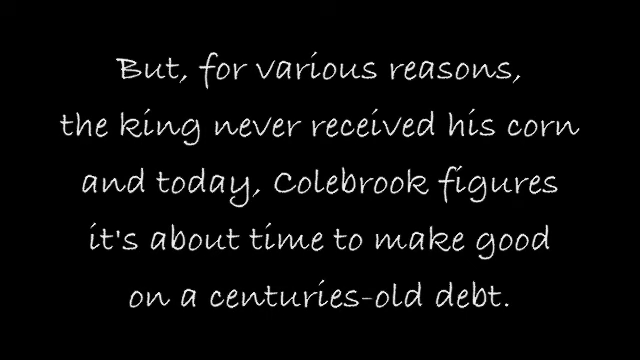 But, for various reasons,
the king never received his corn
and today, Colebrook figures
it's about time to make good
on a centuries-old debt.